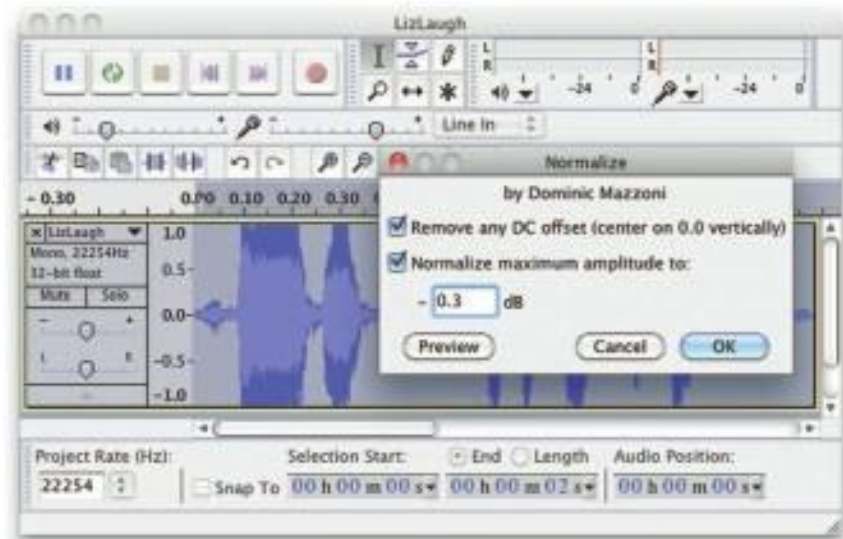 LizLaugh
L
R
-24
0
L
R
-24
0
Line In
Normalize
by Dominic Mazzoni
Remove any DC offset (center on 0.0 vertically)
Normalize maximum amplitude to:
- 0.3 dB
Preview Cancel OK
- 0.30 0.00 0.10 0.20 0.30
x LizLaugh
Mono, 22254Hz
32-bit float
Mute Solo
- +
L R
1.0
0.5
0.0
-0.5
-1.0
Project Rate (Hz):
22254
Snap To
Selection Start:
00 h 00 m 00 s
End Length
00 h 00 m 02 s
Audio Position:
00 h 00 m 00 s